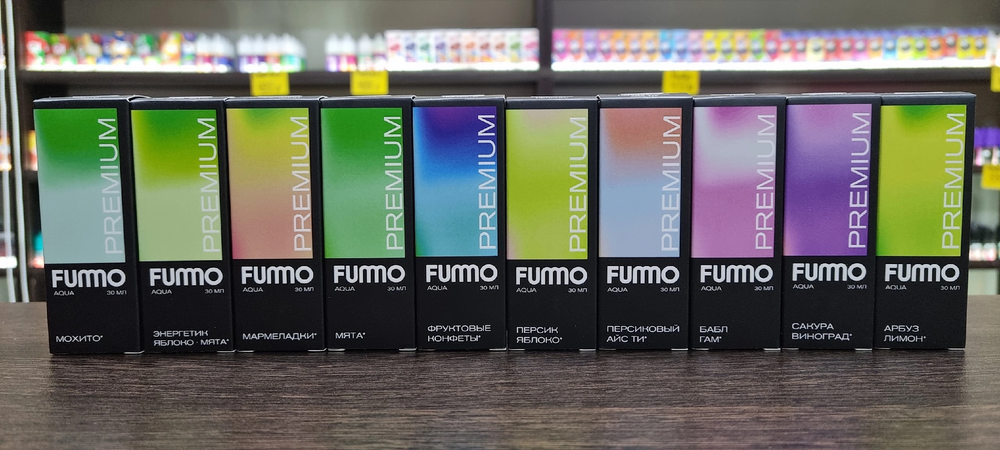 PREMIUM
FUMMO
AQUA 30 МЛ
МОХИТО*
PREMIUM
FUMMO
AQUA 30 МЛ
ЭНЕРГЕТИК
ЯБЛОКО · МЯТА*
PREMIUM
FUMMO
AQUA 30 МЛ
МАРМЕЛАДКИ*
PREMIUM
FUMMO
AQUA 30 МЛ
МЯТА*
PREMIUM
FUMMO
AQUA 30 МЛ
ФРУКТОВЫЕ
КОНФЕТЫ*
PREMIUM
FUMMO
AQUA 30 МЛ
ПЕРСИК
ЯБЛОКО*
PREMIUM
FUMMO
AQUA 30 МЛ
ПЕРСИКОВЫЙ
АЙС ТИ*
PREMIUM
FUMMO
AQUA 30 МЛ
БАБЛ
ГАМ*
PREMIUM
FUMMO
AQUA 30 МЛ
САКУРА
ВИНОГРАД*
PREMIUM
FUMMO
AQUA 30 МЛ
АРБУЗ
ЛИМОН*